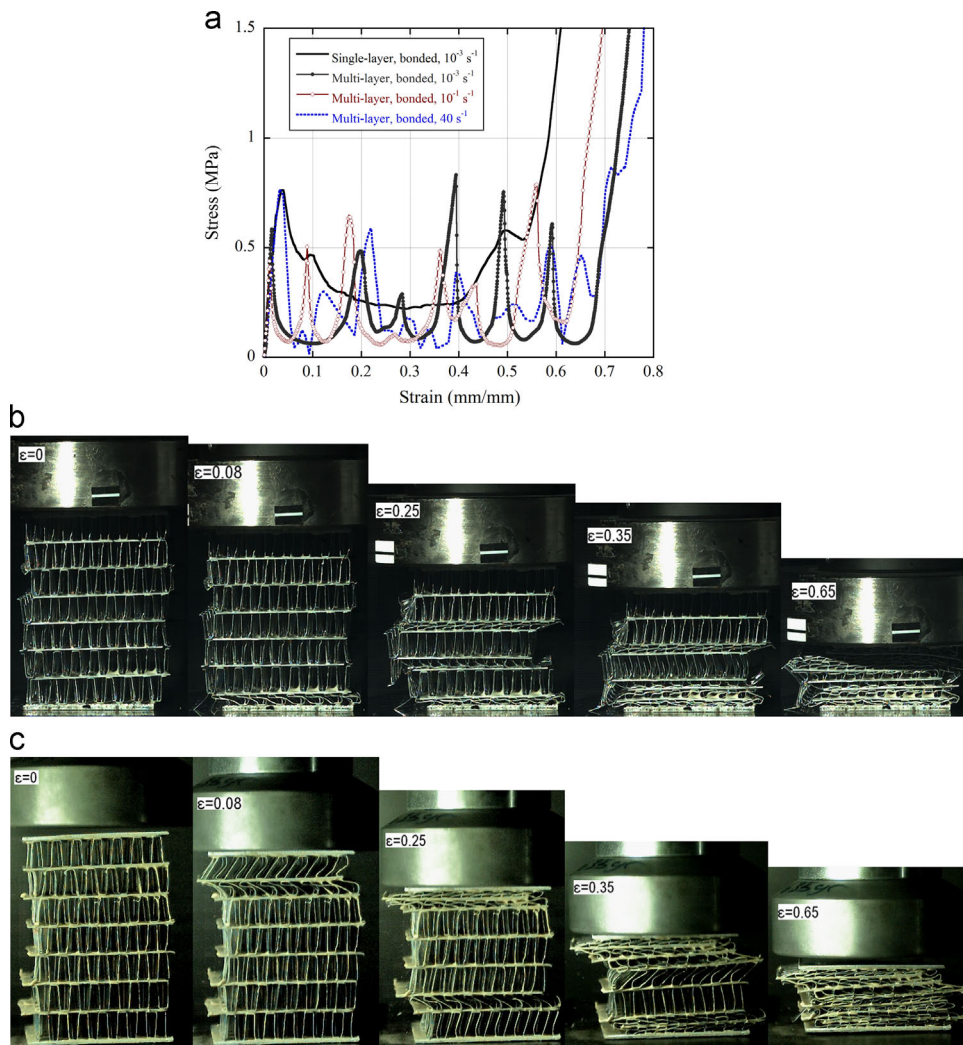 a
1.5
1
0.5
0
Stress (MPa)
Single-layer, bonded, 10⁻³ s⁻¹
Multi-layer, bonded, 10⁻³ s⁻¹
Multi-layer, bonded, 10⁻¹ s⁻¹
Multi-layer, bonded, 40 s⁻¹
0 0.1 0.2 0.3 0.4 0.5 0.6 0.7 0.8
Strain (mm/mm)
b
ε=0
ε=0.08
ε=0.25
ε=0.35
ε=0.65
c
ε=0
ε=0.08
ε=0.25
ε=0.35
ε=0.65